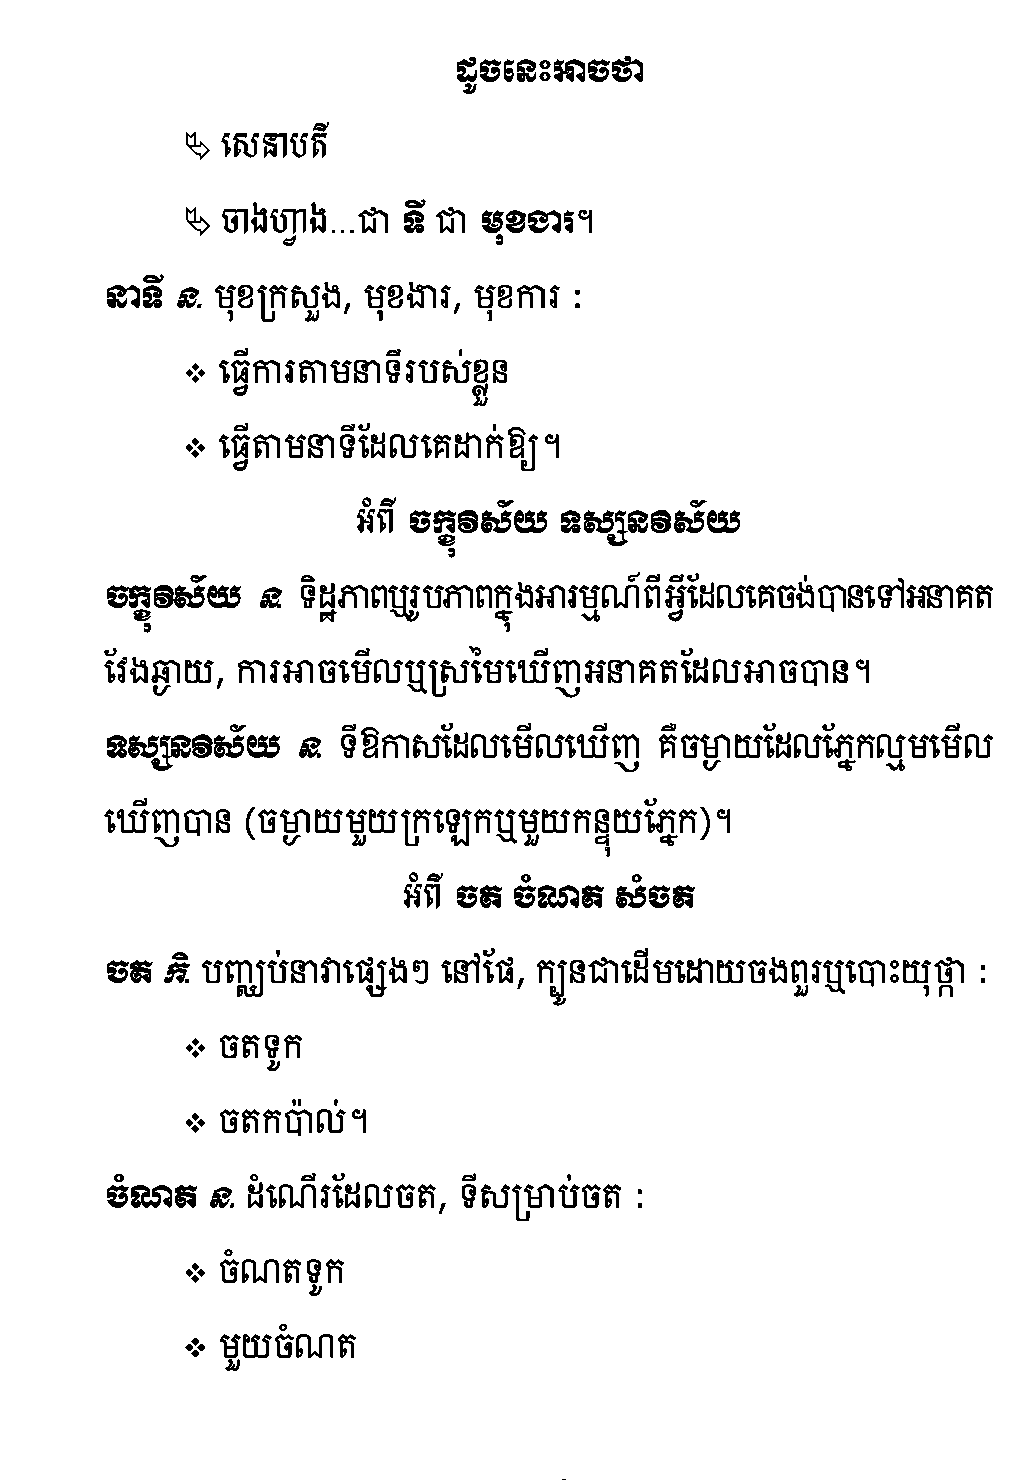 ដូចនេះអាចថា
សេនាបតី
ចាងហ្វាង...ជា ទី ជា មុខងារ។
នាទី ន. មុខក្រសួង, មុខងារ, មុខការ :
ធ្វើការតាមនាទីរបស់ខ្លួន
ធ្វើតាមនាទីដែលគេដាក់ឱ្យ។
អំពី ចក្ខុវិស័យ ទស្សនវិស័យ
ចក្ខុវិស័យ ន. ទិដ្ឋភាពឬរូបភាពក្នុងអារម្មណ៍ពីអ្វីដែលគេចង់បានទៅអនាគត
វែងឆ្ងាយ, ការអាចមើលឬស្រមៃឃើញអនាគតដែលអាចបាន។
ទស្សនវិស័យ ន. ទីឱកាសដែលមើលឃើញ គឺចម្ងាយដែលភ្នែកល្មមមើល
ឃើញបាន (ចម្ងាយមួយក្រឡេកឬមួយកន្ទុយភ្នែក)។
អំពី ចត ចំណត សំចត
ចត កិ. បញ្ឈប់នាវាផ្សេងៗ នៅផែ, ក្បូនជាដើមដោយចងពួរឬបោះយុថ្កា :
ចតទូក
ចតកប៉ាល់។
ចំណត ន. ដំណើរដែលចត, ទីសម្រាប់ចត :
ចំណតទូក
មួយចំណត